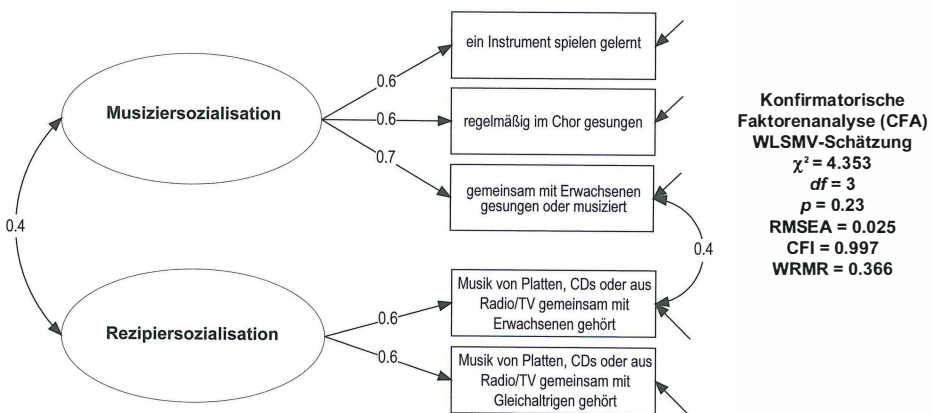 Musiziersozialisation
Rezipiersozialisation
0.4
0.6
0.6
0.7
0.6
0.6
ein Instrument spielen gelernt
regelmäßig im Chor gesungen
gemeinsam mit Erwachsenen
gesungen oder musiziert
Musik von Platten, CDs oder aus
Radio/TV gemeinsam mit
Erwachsenen gehört
Musik von Platten, CDs oder aus
Radio/TV gemeinsam mit
Gleichaltrigen gehört
0.4
Konfirmatorische
Faktorenanalyse (CFA)
WLSMV-Schätzung
χ² = 4.353
df = 3
p = 0.23
RMSEA = 0.025
CFI = 0.997
WRMR = 0.366